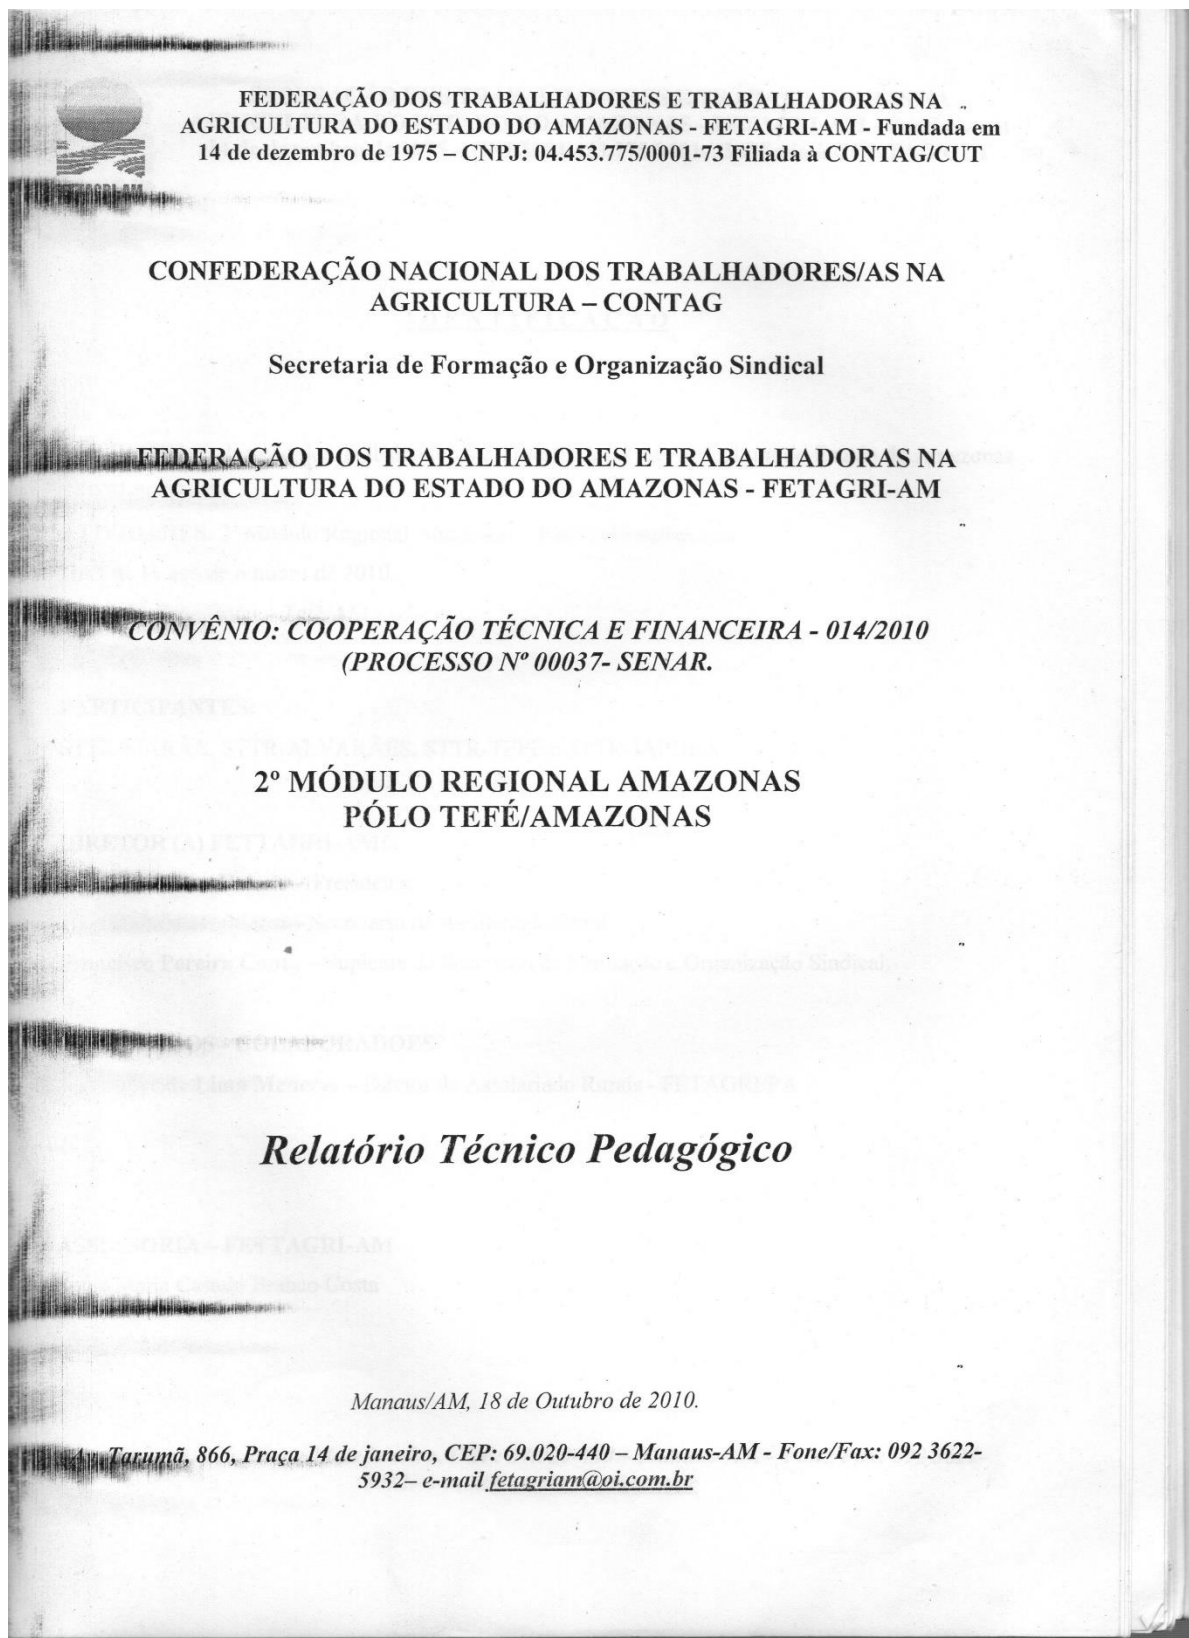 FEDERAÇÃO DOS TRABALHADORES E TRABALHADORAS NA
AGRICULTURA DO ESTADO DO AMAZONAS - FETAGRI-AM - Fundada em
14 de dezembro de 1975 – CNPJ: 04.453.775/0001-73 Filiada à CONTAG/CUT
CONFEDERAÇÃO NACIONAL DOS TRABALHADORES/AS NA
AGRICULTURA – CONTAG
Secretaria de Formação e Organização Sindical
FEDERAÇÃO DOS TRABALHADORES E TRABALHADORAS NA
AGRICULTURA DO ESTADO DO AMAZONAS - FETAGRI-AM
CONVÊNIO: COOPERAÇÃO TÉCNICA E FINANCEIRA - 014/2010
(PROCESSO Nº 00037- SENAR.
2º MÓDULO REGIONAL AMAZONAS
PÓLO TEFÉ/AMAZONAS
Relatório Técnico Pedagógico
Manaus/AM, 18 de Outubro de 2010.
Tarumã, 866, Praça 14 de janeiro, CEP: 69.020-440 – Manaus-AM - Fone/Fax: 092 3622-
5932– e-mail fetagriam@oi.com.br